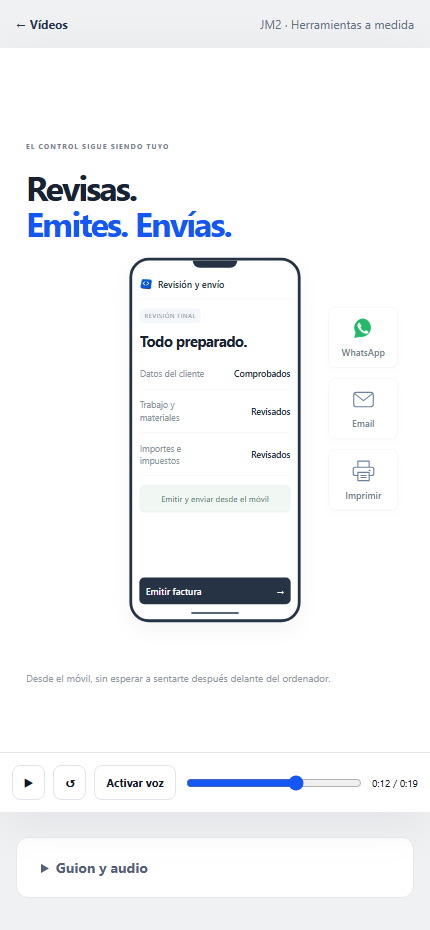 ← Vídeos
JM2 · Herramientas a medida
EL CONTROL SIGUE SIENDO TUYO
Revisas.
Emites. Envías.
Revisión y envío
REVISIÓN FINAL
Todo preparado.
Datos del cliente Comprobados
Trabajo y
materiales Revisados
Importes e
impuestos Revisados
Emitir y enviar desde el móvil
Emitir factura →
WhatsApp
Email
Imprimir
Desde el móvil, sin esperar a sentarte después delante del ordenador.
▶ ↺ Activar voz 0:12 / 0:19
▶ Guion y audio